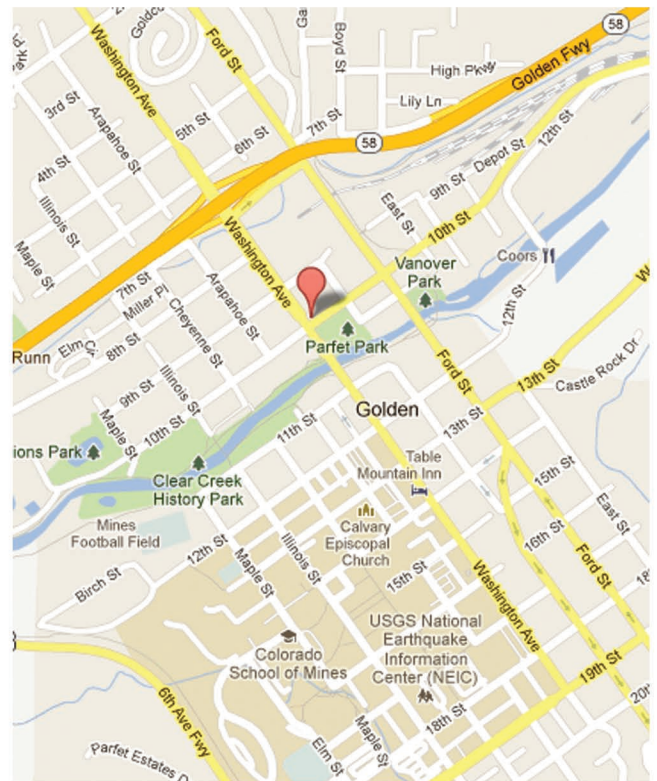 58
Golden Fwy
Ford St
Washington Ave
Boyd St
High Pkwy
Lily Ln
3rd St
Arapahoe St
5th St
6th St
7th St
58
4th St
Illinois St
Maple St
12th St
Depot St
9th St
East St
10th St
Coors
Vanover
Park
Washington Ave
7th St
Miller Pl
Arapahoe St
Cheyenne St
Parfet Park
12th St
Runn
Elm Cir
8th St
Ford St
13th St
Castle Rock Dr
9th St
Illinois St
Maple St
10th St
11th St
Golden
13th St
ions Park
Clear Creek
History Park
Table
Mountain Inn
15th St
East St
Mines
Football Field
Calvary
Episcopal
Church
16th St
12th St
Maple St
Illinois St
15th St
Washington Ave
Ford St
Birch St
Colorado
School of Mines
USGS National
Earthquake
Information
Center (NEIC)
19th St
6th Ave Fwy
Maple St
18th St
Elm St
Parfet Estates D